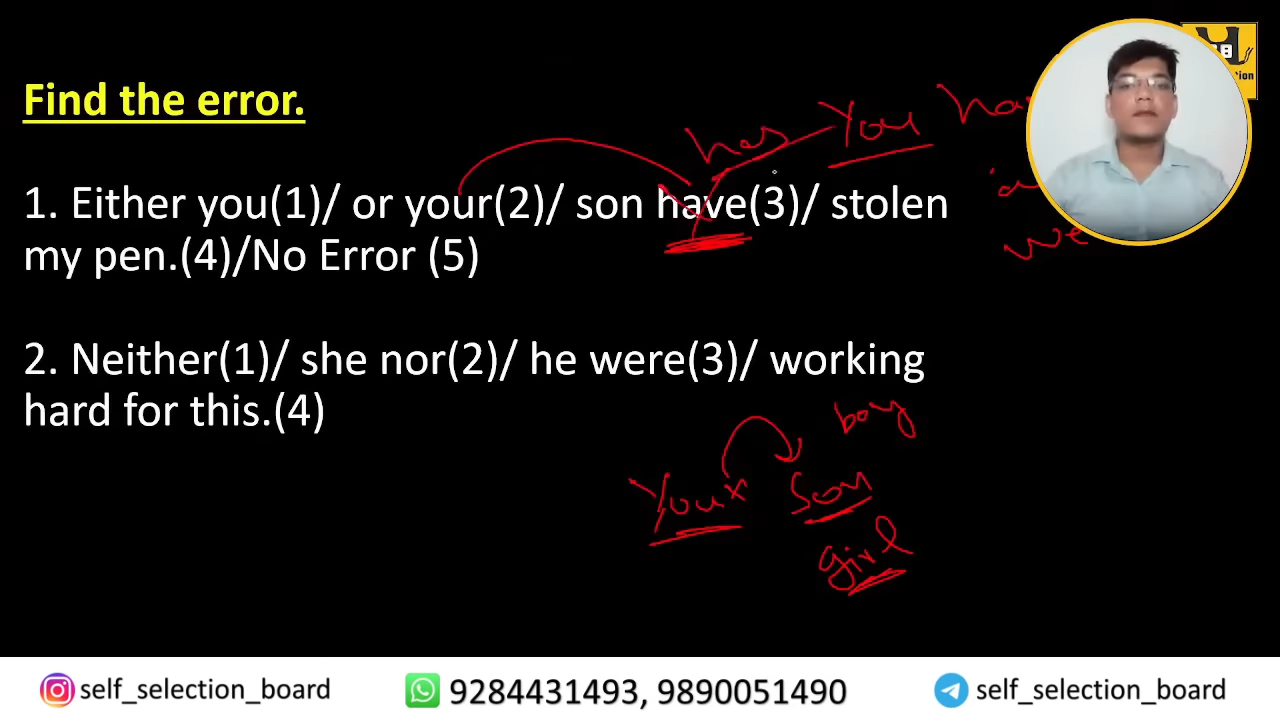 Find the error.
has You
1. Either you(1)/ or your(2)/ son have(3)/ stolen
my pen.(4)/No Error (5)
we
2. Neither(1)/ she nor(2)/ he were(3)/ working
hard for this.(4)
boy
Your son
girl
self_selection_board 9284431493, 9890051490 self_selection_board